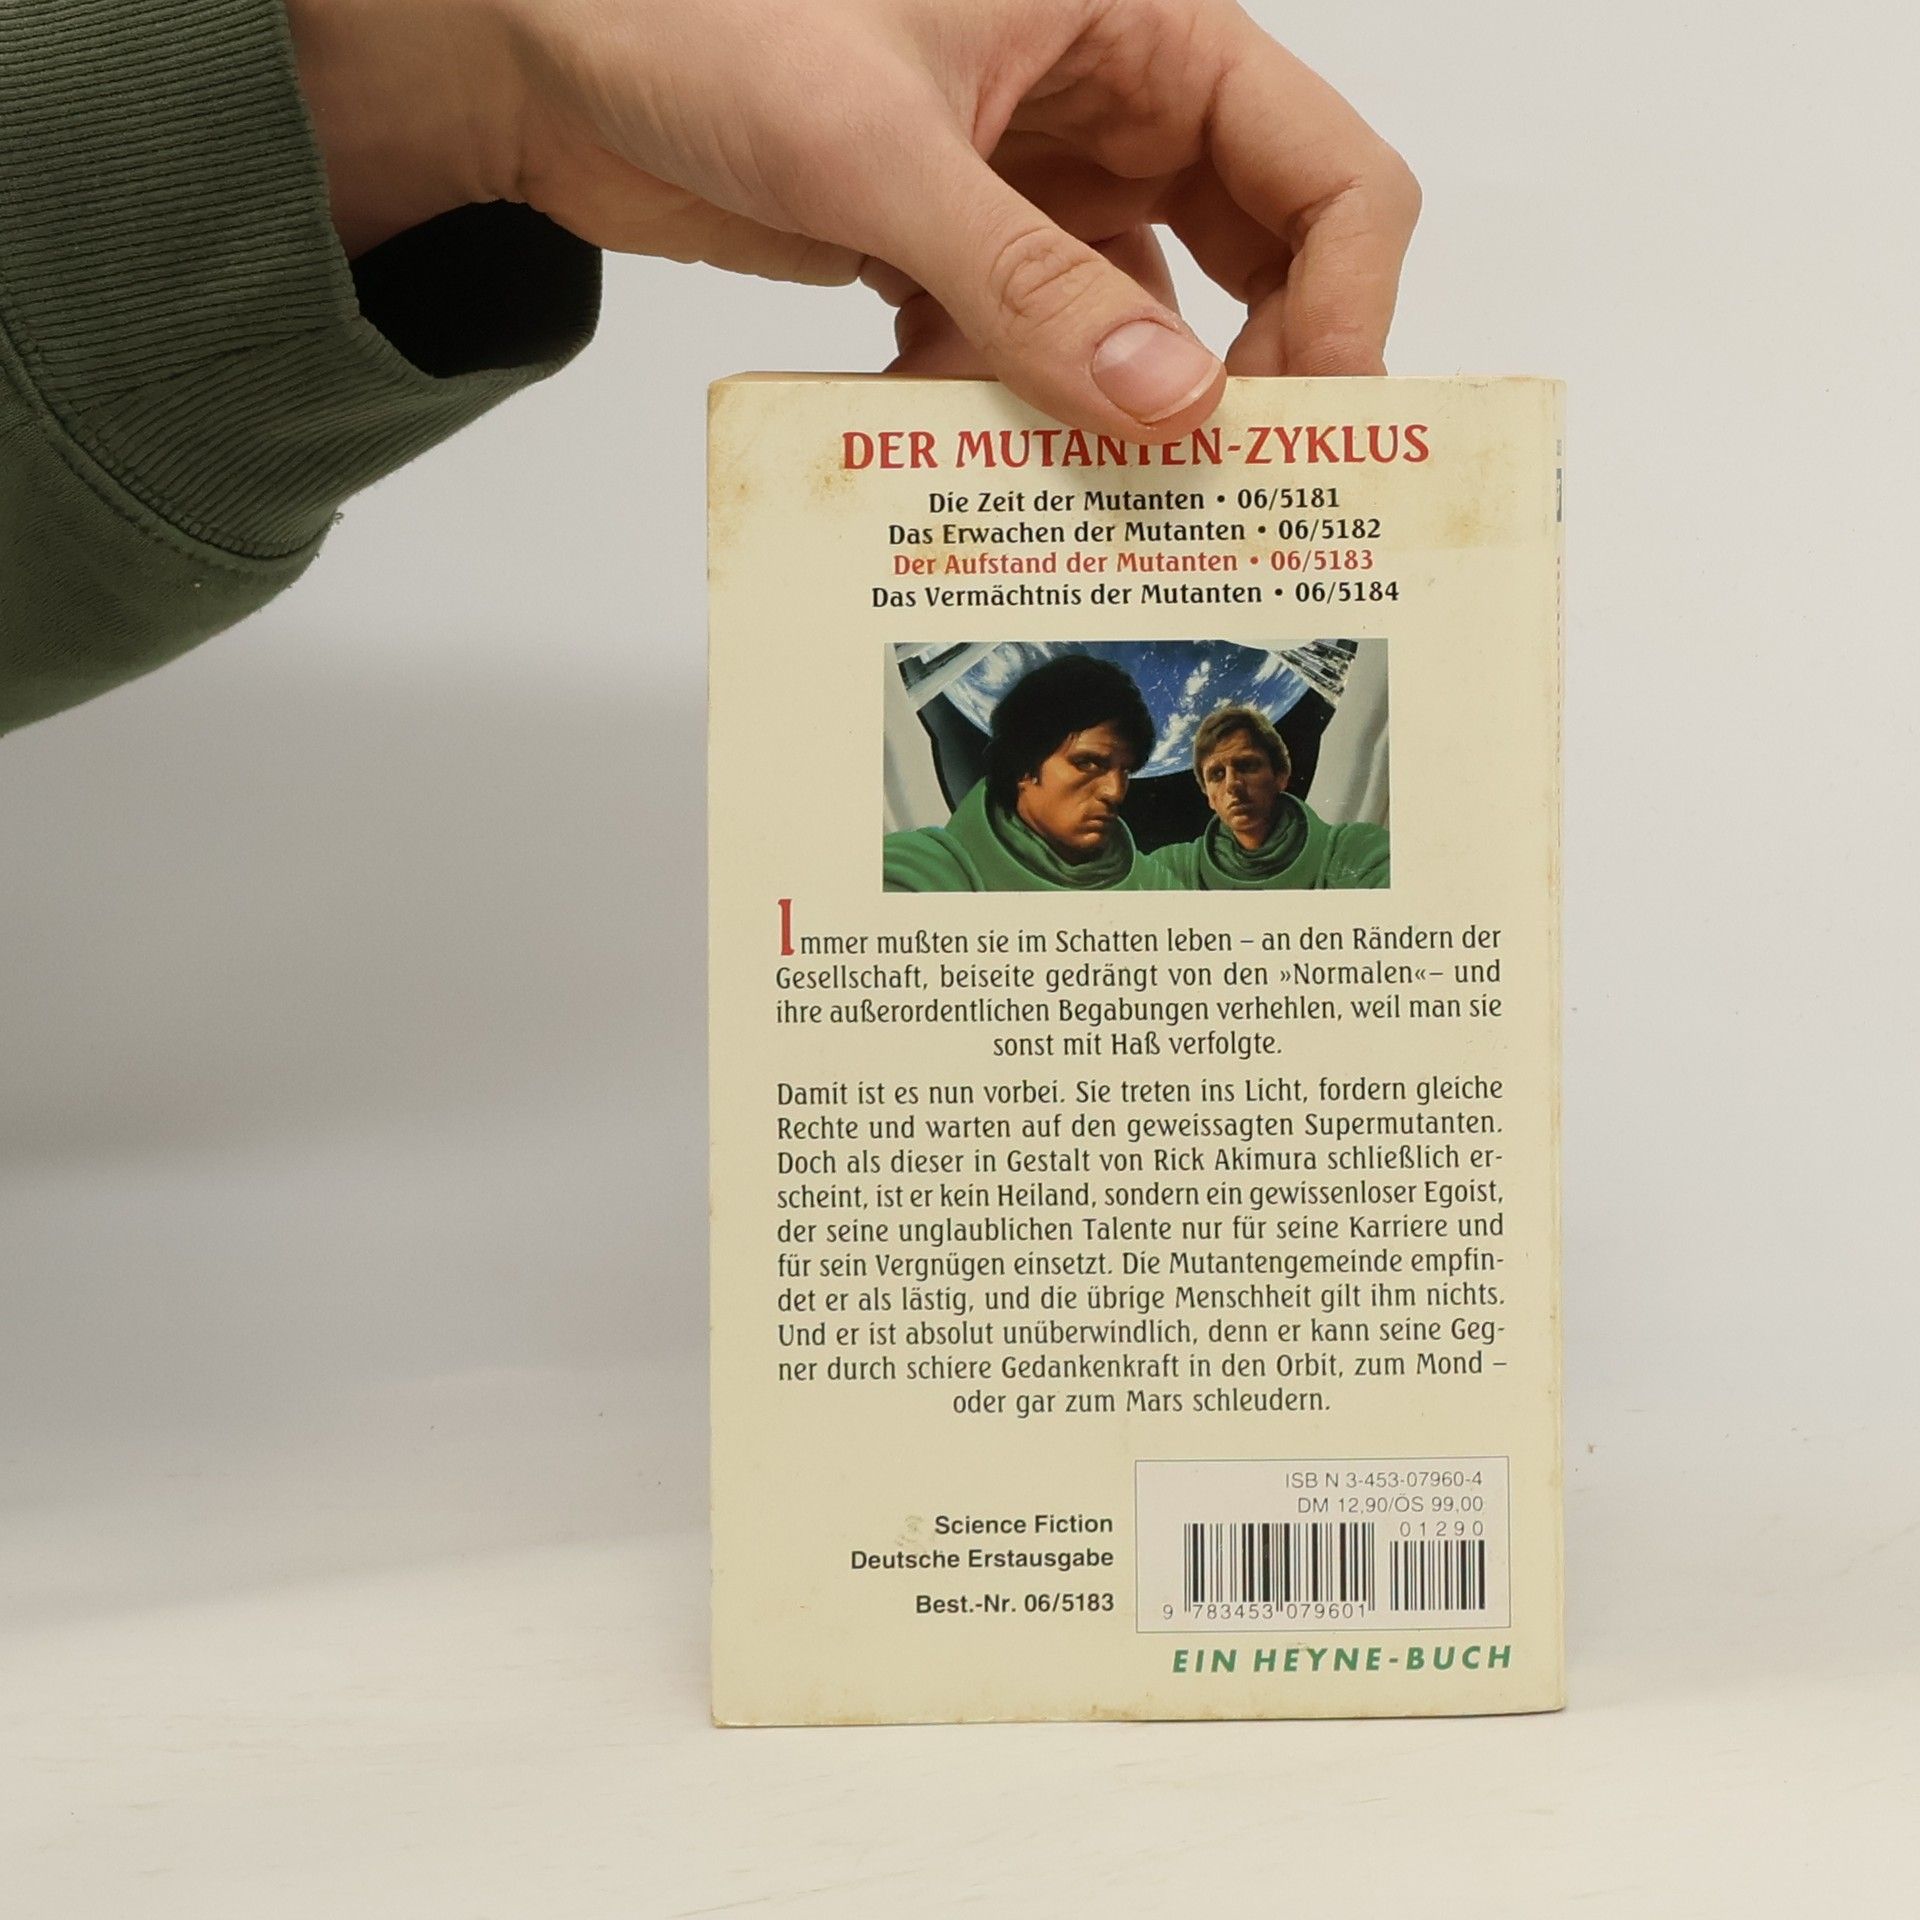 DER MUTANTEN-ZYKLUS
Die Zeit der Mutanten • 06/5181
Das Erwachen der Mutanten • 06/5182
Der Aufstand der Mutanten • 06/5183
Das Vermächtnis der Mutanten • 06/5184
Immer mußten sie im Schatten leben – an den Rändern der
Gesellschaft, beiseite gedrängt von den »Normalen«– und
ihre außerordentlichen Begabungen verhehlen, weil man sie
sonst mit Haß verfolgte.
Damit ist es nun vorbei. Sie treten ins Licht, fordern gleiche
Rechte und warten auf den geweissagten Supermutanten.
Doch als dieser in Gestalt von Rick Akimura schließlich er-
scheint, ist er kein Heiland, sondern ein gewissenloser Egoist,
der seine unglaublichen Talente nur für seine Karriere und
für sein Vergnügen einsetzt. Die Mutantengemeinde empfin-
det er als lästig, und die übrige Menschheit gilt ihm nichts.
Und er ist absolut unüberwindlich, denn er kann seine Geg-
ner durch schiere Gedankenkraft in den Orbit, zum Mond –
oder gar zum Mars schleudern.
Science Fiction
Deutsche Erstausgabe
Best.-Nr. 06/5183
ISBN 3-453-07960-4
DM 12,90/ÖS 99,00
01290
9 783453 079601
EIN HEYNE-BUCH